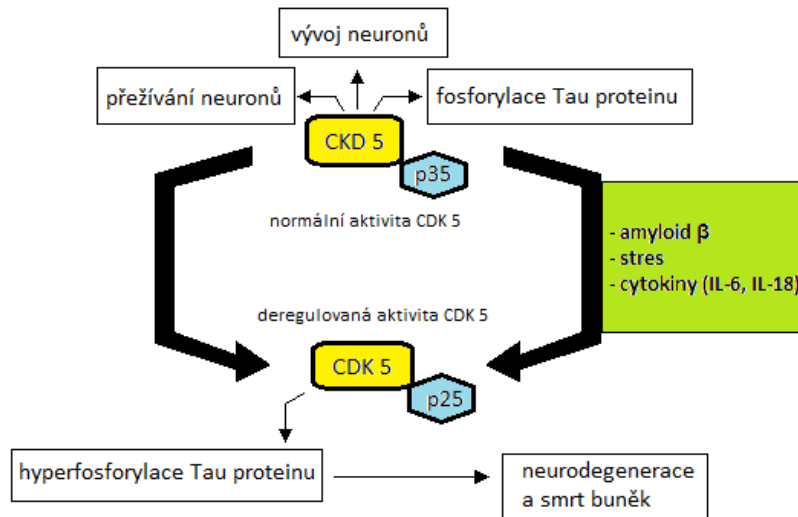 vývoj neuronů
přežívání neuronů
fosforylace Tau proteinu
CKD 5
p35
normální aktivita CDK 5
- amyloid β
- stres
- cytokiny (IL-6, IL-18)
deregulovaná aktivita CDK 5
CDK 5
p25
hyperfosforylace Tau proteinu
neurodegenerace
a smrt buněk